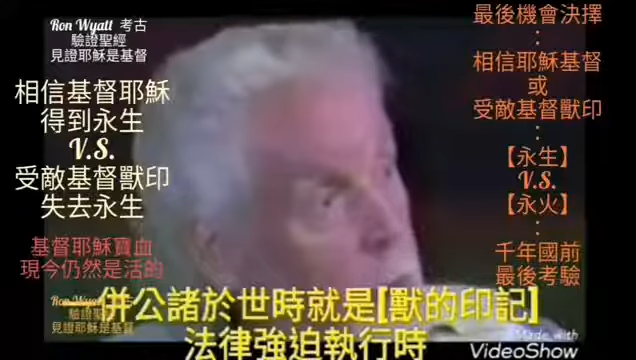 Ron Wyatt 考古
驗證聖經
見證耶穌是基督
相信基督耶穌
得到永生
V.S.
受敵基督獸印
失去永生
基督耶穌寶血
現今仍然是活的
最後機會決擇
:
相信耶穌基督
或
受敵基督獸印
:
【永生】
V.S.
【永火】
:
千年國前
最後考驗
Ron Wyatt 考古
驗證聖經
見證耶穌是基督
一併公諸於世時就是[獸的印記]
法律強迫執行時
Made with
VideoShow